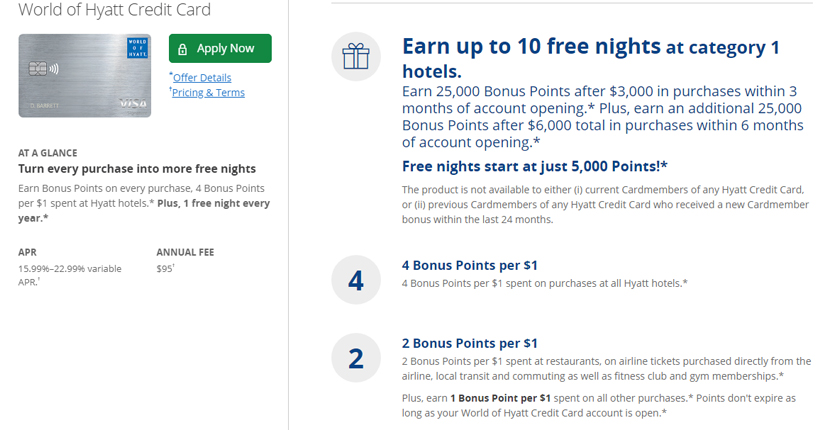 World of Hyatt Credit Card
WORLD
OF
HYATT
VISA
Apply Now
*Offer Details
†Pricing & Terms
AT A GLANCE
Turn every purchase into more free nights
Earn Bonus Points on every purchase, 4 Bonus Points
per $1 spent at Hyatt hotels.* Plus, 1 free night every
year.*
APR
15.99%–22.99% variable
APR.†
ANNUAL FEE
$95†
Earn up to 10 free nights at category 1
hotels.
Earn 25,000 Bonus Points after $3,000 in purchases within 3
months of account opening.* Plus, earn an additional 25,000
Bonus Points after $6,000 total in purchases within 6 months
of account opening.*
Free nights start at just 5,000 Points!*
The product is not available to either (i) current Cardmembers of any Hyatt Credit Card,
or (ii) previous Cardmembers of any Hyatt Credit Card who received a new Cardmember
bonus within the last 24 months.
4
4 Bonus Points per $1
4 Bonus Points per $1 spent on purchases at all Hyatt hotels.*
2
2 Bonus Points per $1
2 Bonus Points per $1 spent at restaurants, on airline tickets purchased directly from the
airline, local transit and commuting as well as fitness club and gym memberships.*
Plus, earn 1 Bonus Point per $1 spent on all other purchases.* Points don't expire as
long as your World of Hyatt Credit Card account is open.*